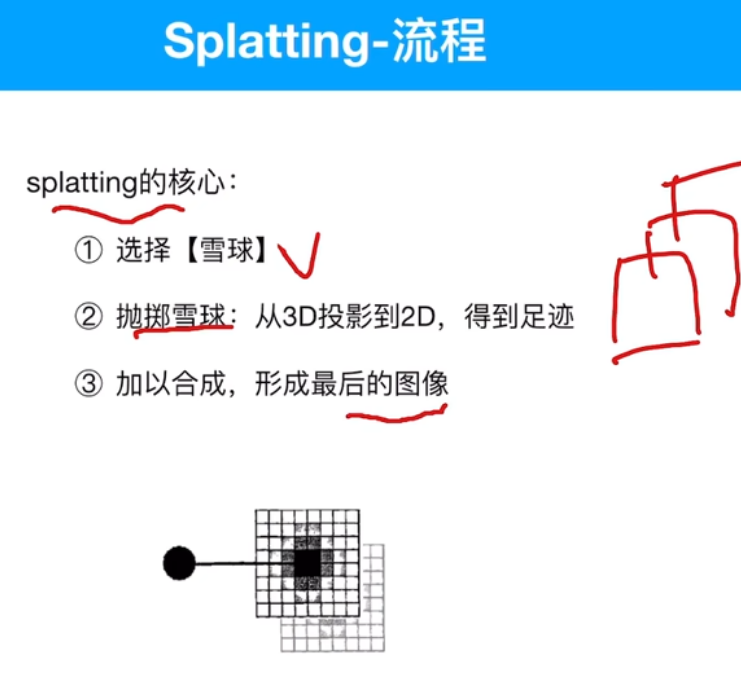 Splatting-流程
splatting的核心：
① 选择【雪球】
② 抛掷雪球：从3D投影到2D，得到足迹
③ 加以合成，形成最后的图像